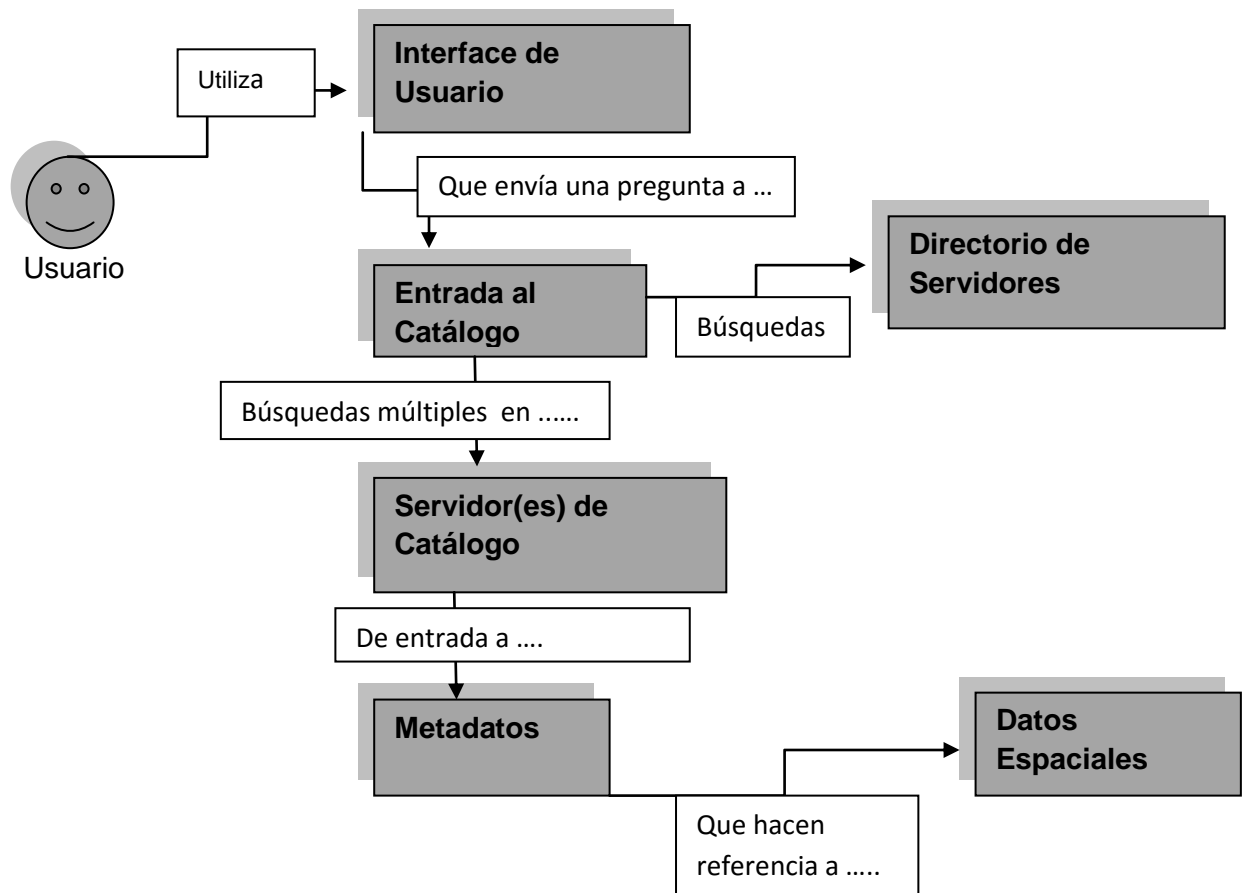 Interface de
Usuario
Utiliza
Usuario
Que envía una pregunta a ...
Directorio de
Servidores
Entrada al
Catálogo
Búsquedas
Búsquedas múltiples  en ......
Servidor(es) de
Catálogo
De entrada a ....
Metadatos
Datos
Espaciales
Que hacen
referencia a .....